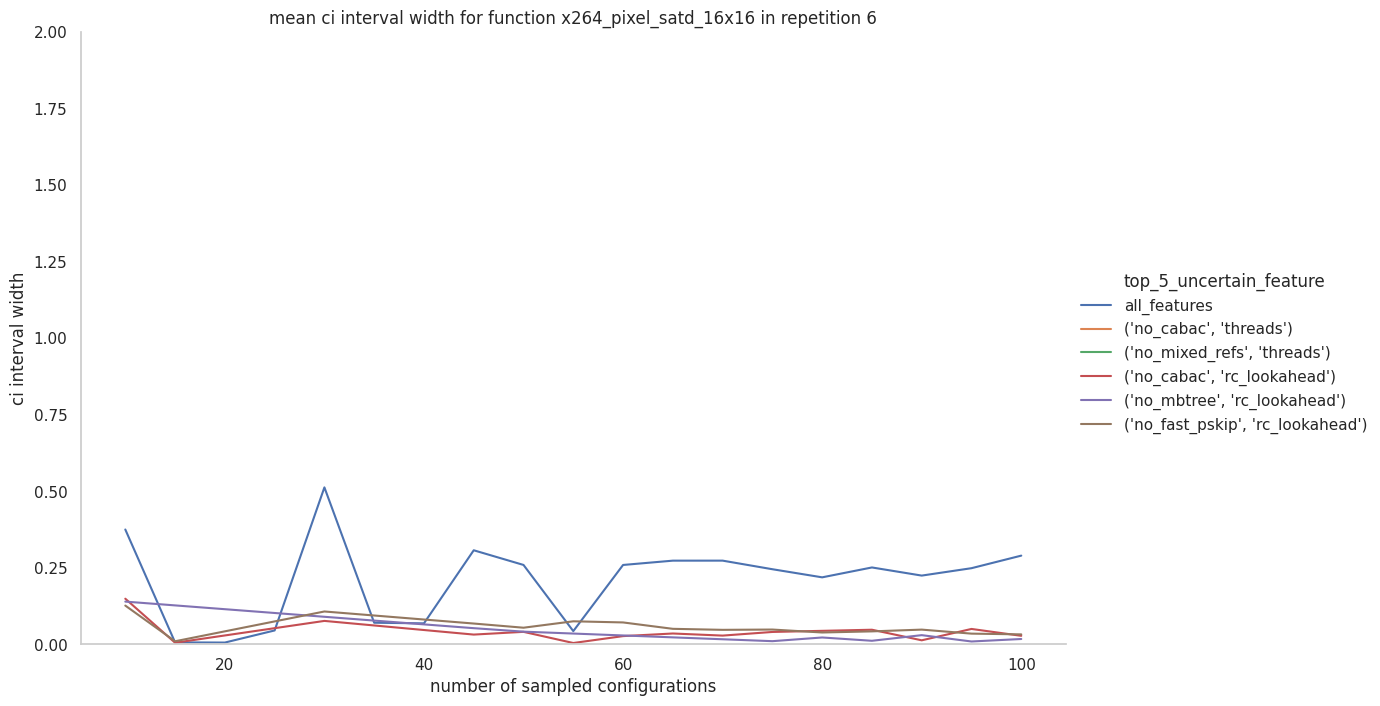 mean ci interval width for function x264_pixel_satd_16x16 in repetition 6
2.00
1.75
1.50
1.25
1.00
0.75
0.50
0.25
0.00
ci interval width
20
40
60
80
100
number of sampled configurations
top_5_uncertain_feature
all_features
('no_cabac', 'threads')
('no_mixed_refs', 'threads')
('no_cabac', 'rc_lookahead')
('no_mbtree', 'rc_lookahead')
('no_fast_pskip', 'rc_lookahead')